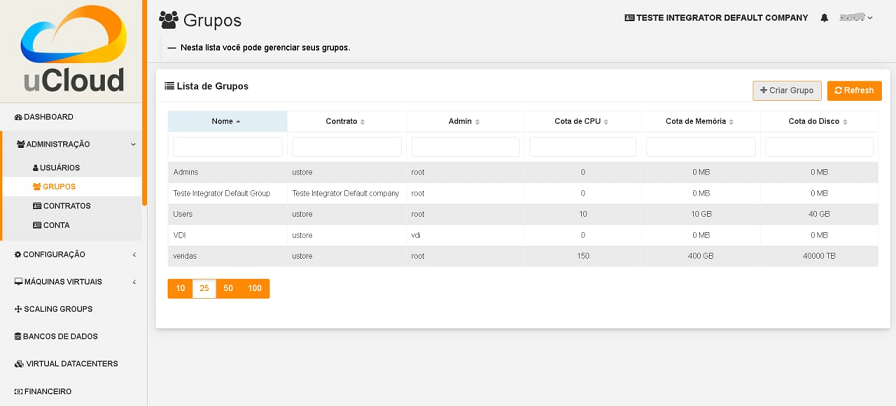 uCloud
DASHBOARD
ADMINISTRAÇÃO
USUÁRIOS
GRUPOS
CONTRATOS
CONTA
CONFIGURAÇÃO
MÁQUINAS VIRTUAIS
SCALING GROUPS
BANCOS DE DADOS
VIRTUAL DATACENTERS
FINANCEIRO
Grupos
TESTE INTEGRATOR DEFAULT COMPANY
— Nesta lista você pode gerenciar seus grupos.
Lista de Grupos
Criar Grupo Refresh
Nome Contrato Admin Cota de CPU Cota de Memória Cota do Disco
Admins ustore root 0 0 MB 0 MB
Teste Integrator Default Group Teste Integrator Default company root 0 0 MB 0 MB
Users ustore root 10 10 GB 40 GB
VDI ustore vdi 0 0 MB 0 MB
vendas ustore root 150 400 GB 40000 TB
10 25 50 100